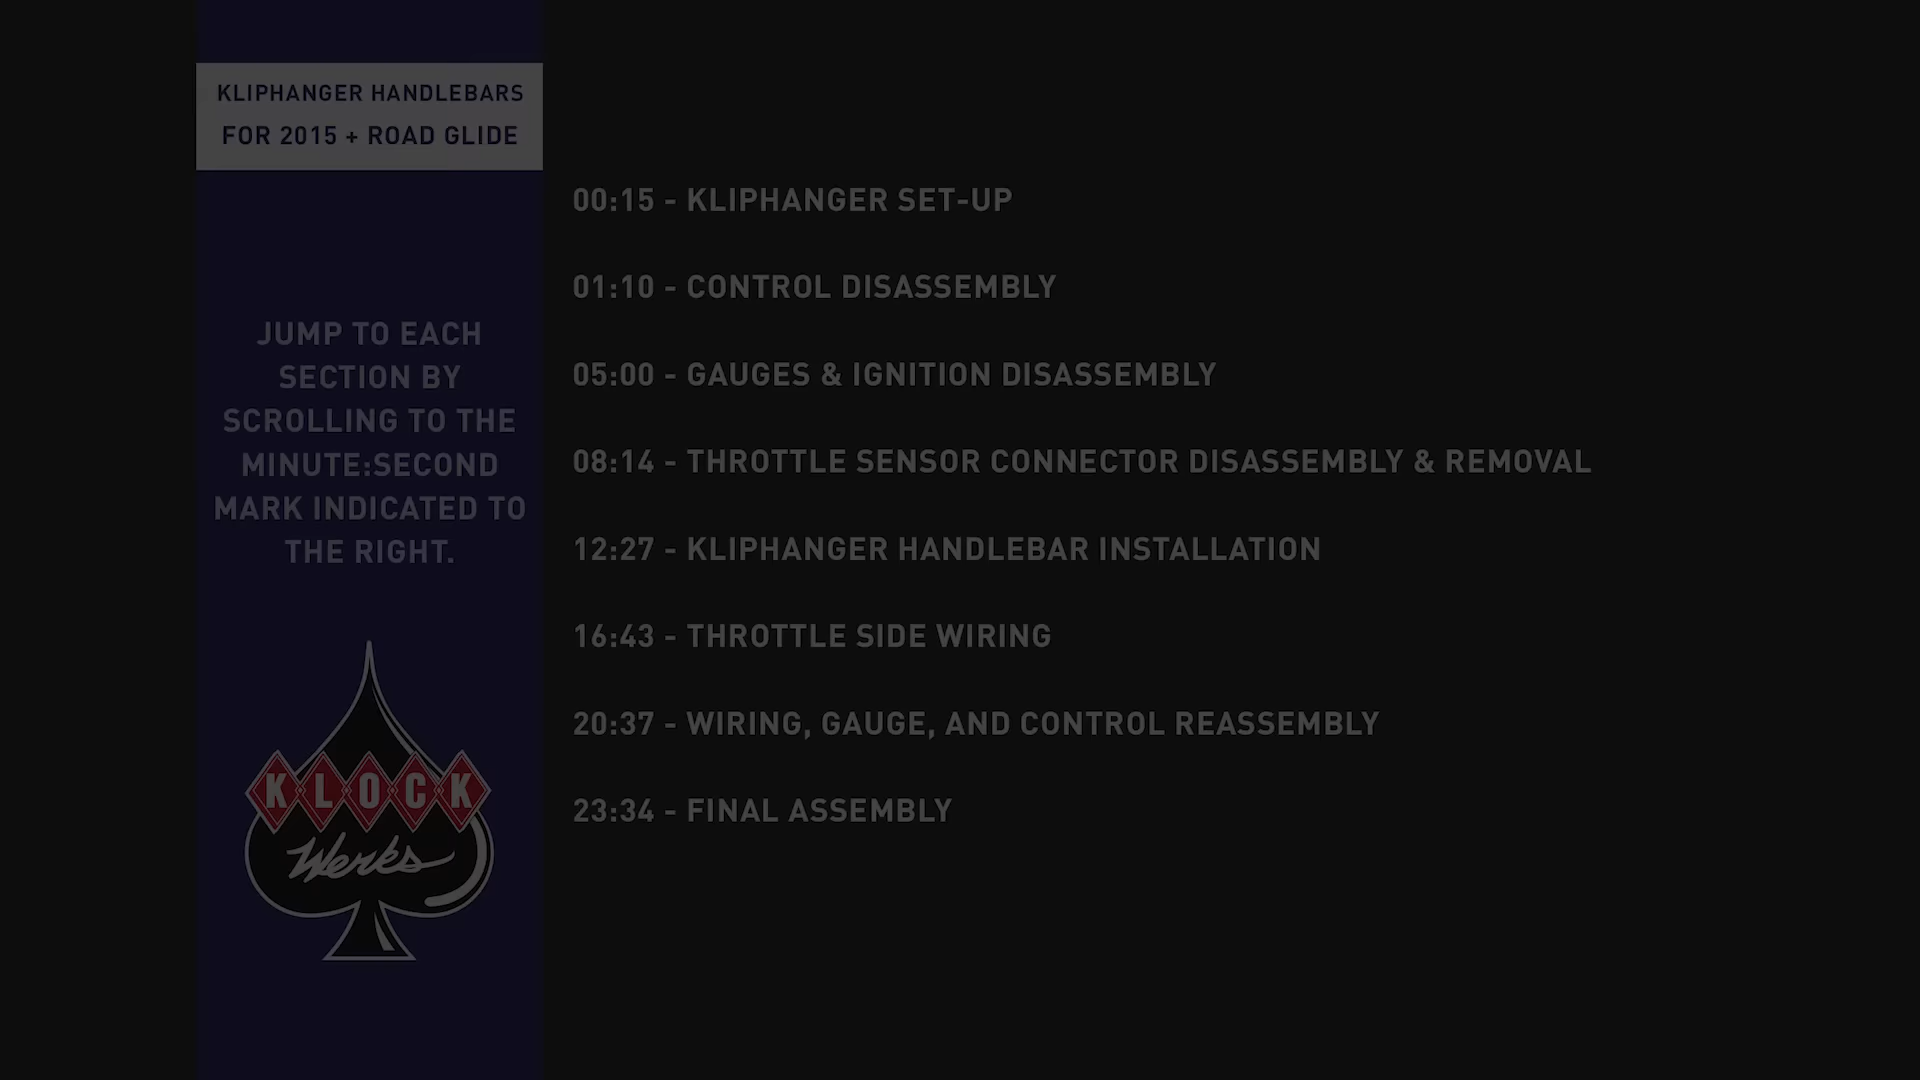 KLIPHANGER HANDLEBARS
FOR 2015 + ROAD GLIDE
JUMP TO EACH
SECTION BY
SCROLLING TO THE
MINUTE:SECOND
MARK INDICATED TO
THE RIGHT.
KLOCK
Werks
00:15 - KLIPHANGER SET-UP
01:10 - CONTROL DISASSEMBLY
05:00 - GAUGES & IGNITION DISASSEMBLY
08:14 - THROTTLE SENSOR CONNECTOR DISASSEMBLY & REMOVAL
12:27 - KLIPHANGER HANDLEBAR INSTALLATION
16:43 - THROTTLE SIDE WIRING
20:37 - WIRING, GAUGE, AND CONTROL REASSEMBLY
23:34 - FINAL ASSEMBLY